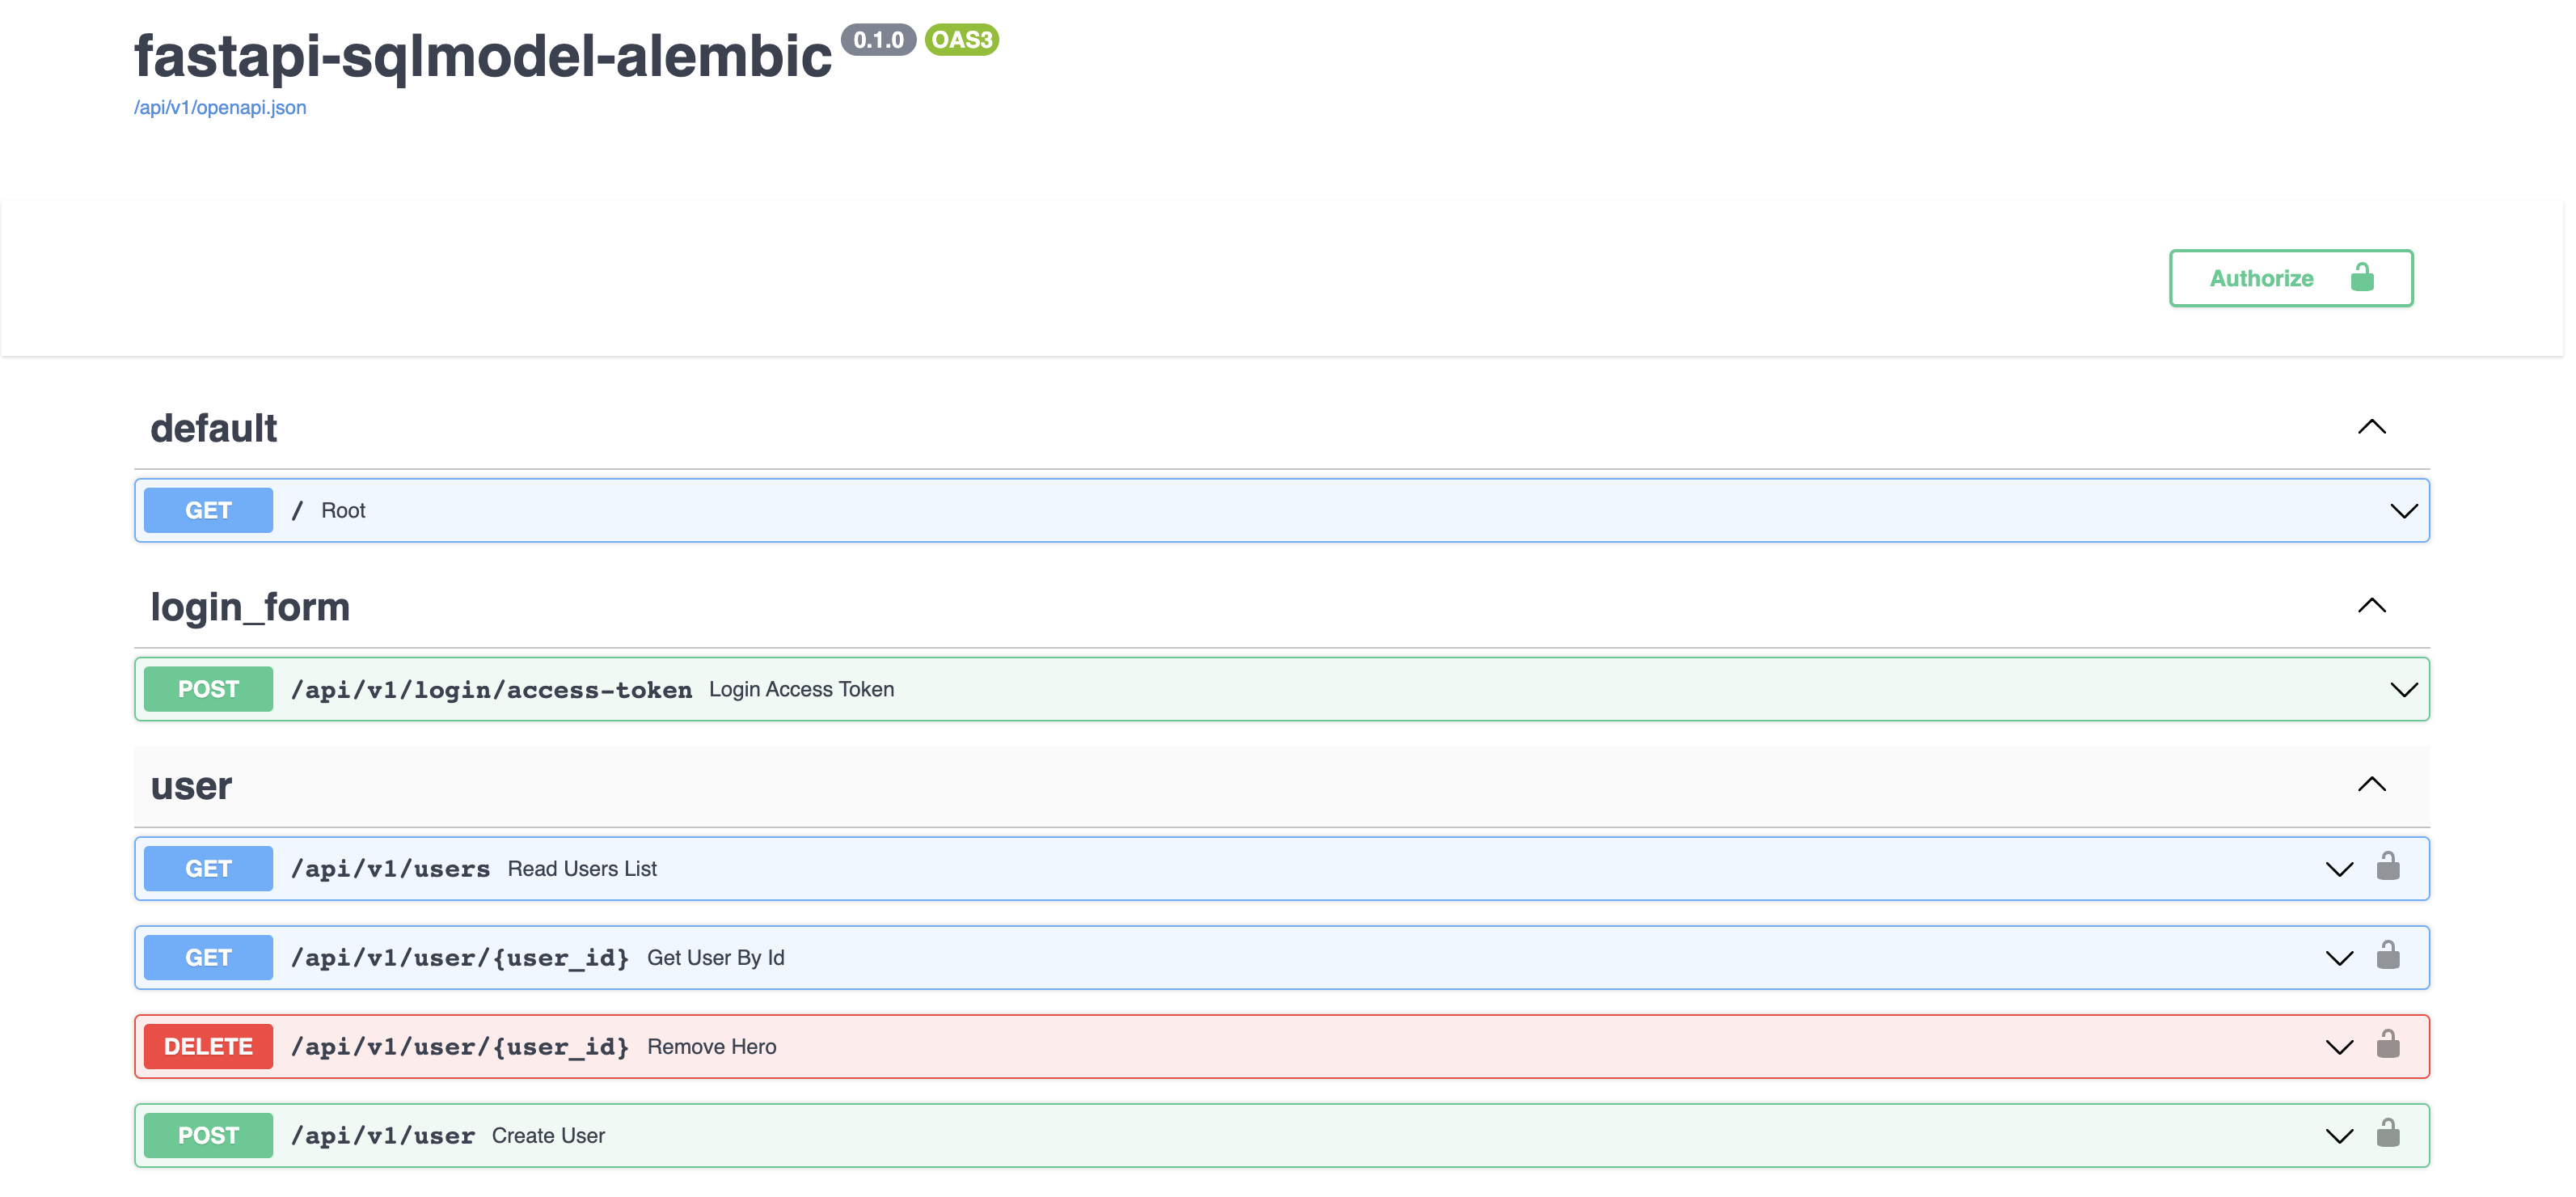 fastapi-sqlmodel-alembic 0.1.0 OAS3
/api/v1/openapi.json
Authorize
default
GET / Root
login_form
POST /api/v1/login/access-token Login Access Token
user
GET /api/v1/users Read Users List
GET /api/v1/user/{user_id} Get User By Id
DELETE /api/v1/user/{user_id} Remove Hero
POST /api/v1/user Create User